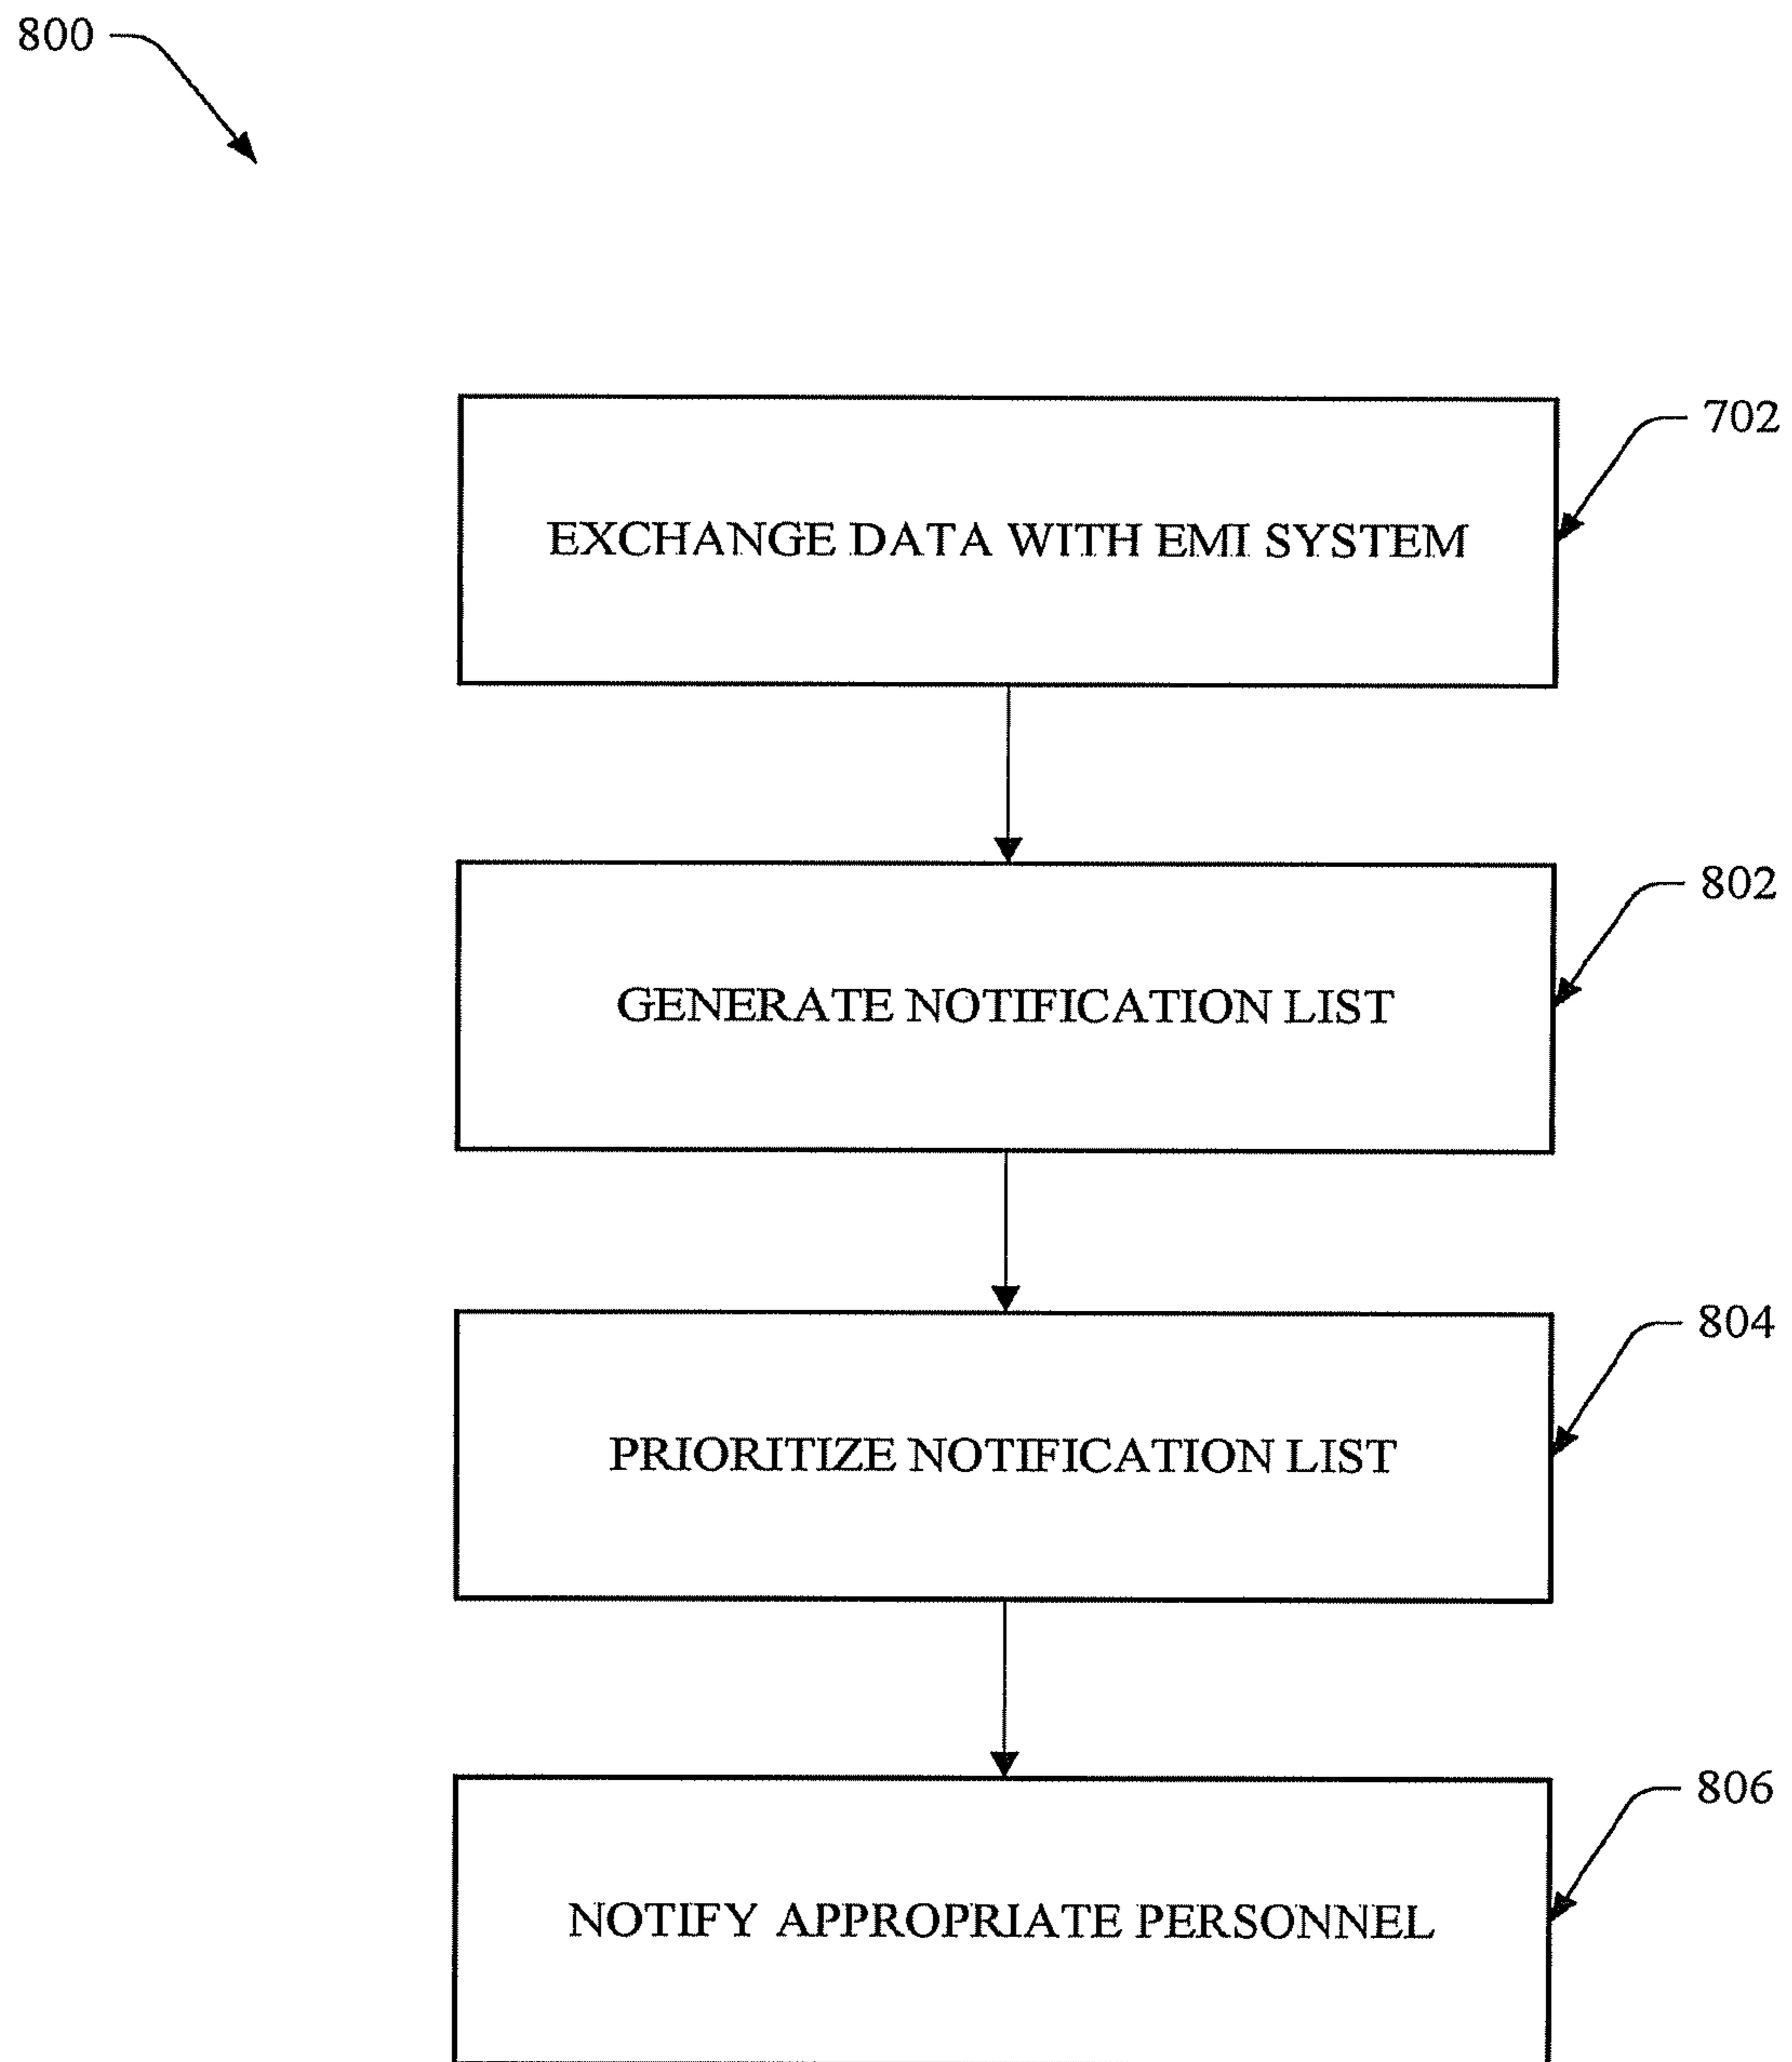 800
702
EXCHANGE DATA WITH EMI SYSTEM
802
GENERATE NOTIFICATION LIST
804
PRIORITIZE NOTIFICATION LIST
806
NOTIFY APPROPRIATE PERSONNEL